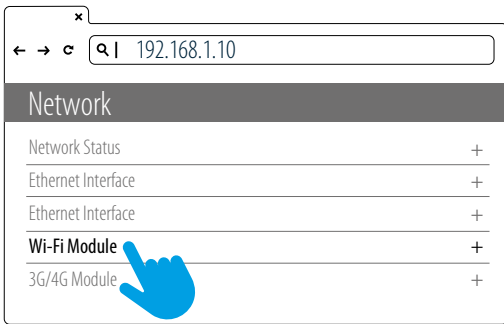 192.168.1.10
Network
Network Status +
Ethernet Interface +
Ethernet Interface +
Wi-Fi Module +
3G/4G Module +